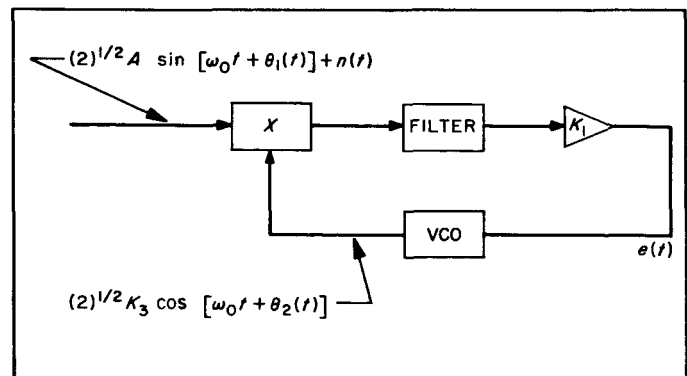 (2)^{1/2} A sin [ω₀t + θ₁(t)] + n(t)
X
FILTER
K₁
VCO
e(t)
(2)^{1/2} K₃ cos [ω₀t + θ₂(t)]